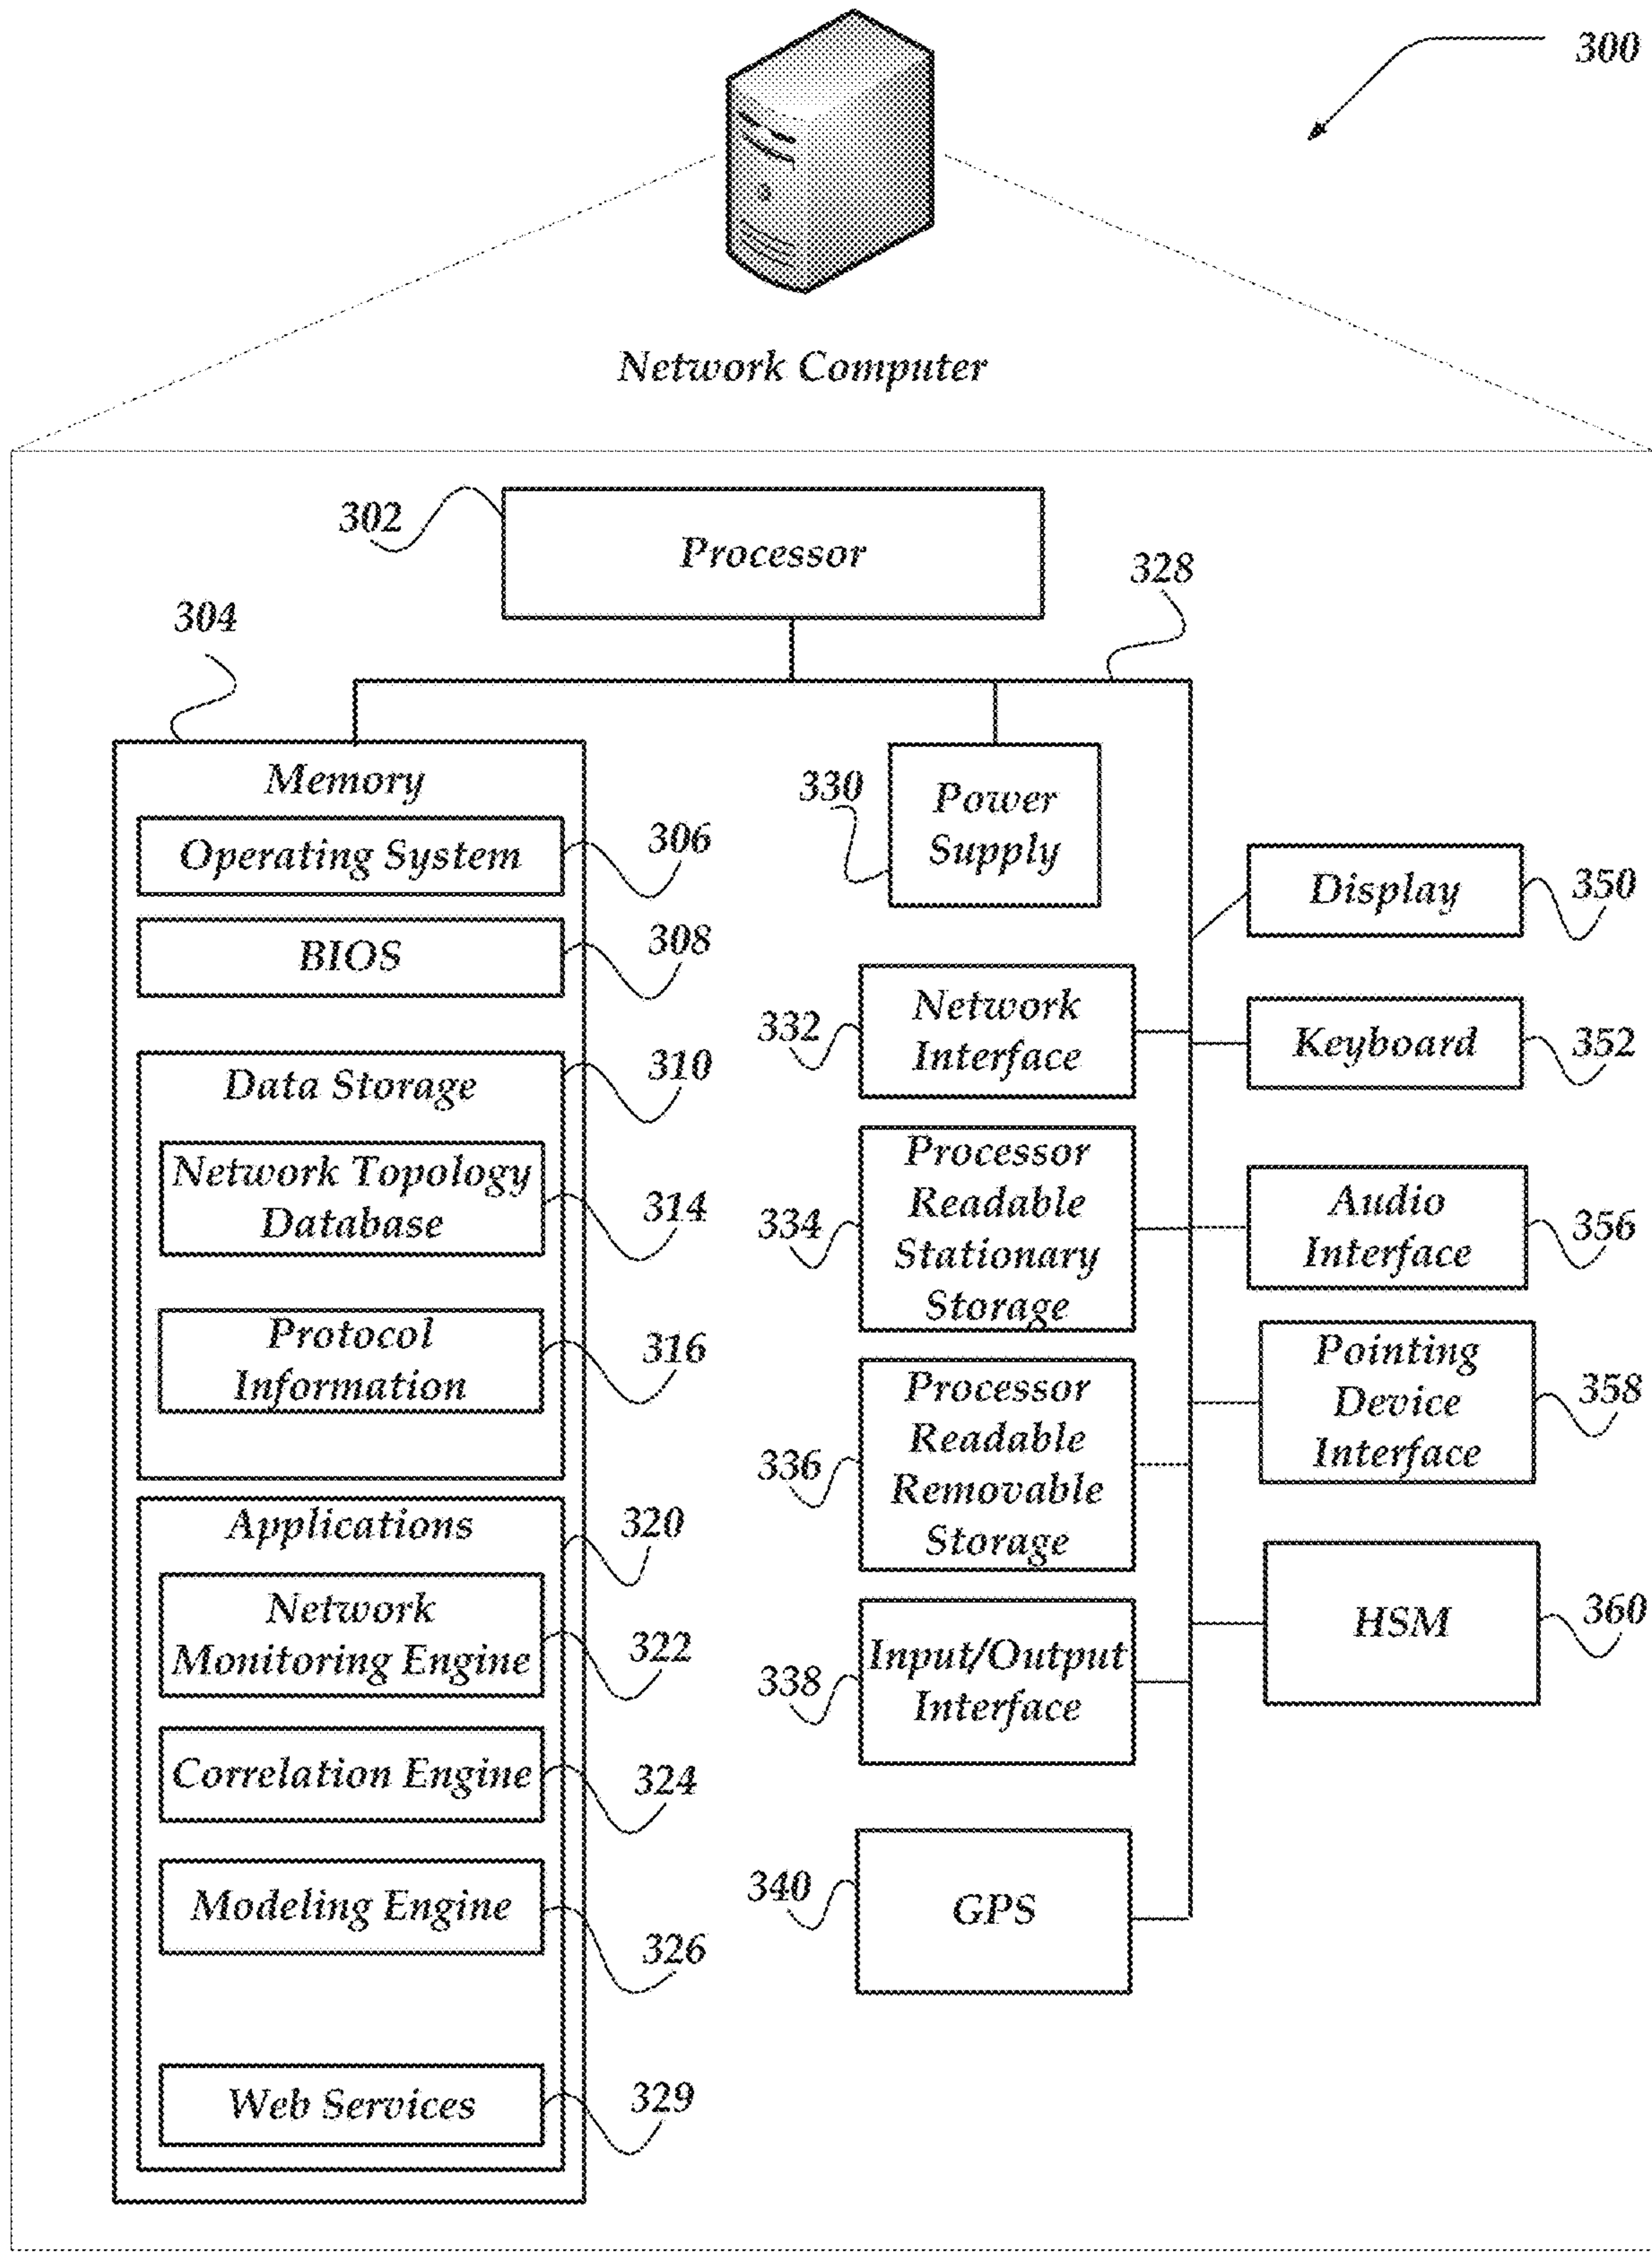 300
Network Computer
302
Processor
328
304
Memory
Operating System
306
BIOS
308
Data Storage
310
Network Topology
Database
314
Protocol
Information
316
Applications
320
Network
Monitoring Engine
322
Correlation Engine
324
Modeling Engine
326
Web Services
329
330
Power
Supply
332
Network
Interface
334
Processor
Readable
Stationary
Storage
336
Processor
Readable
Removable
Storage
338
Input/Output
Interface
340
GPS
Display
350
Keyboard
352
Audio
Interface
356
Pointing
Device
Interface
358
HSM
360